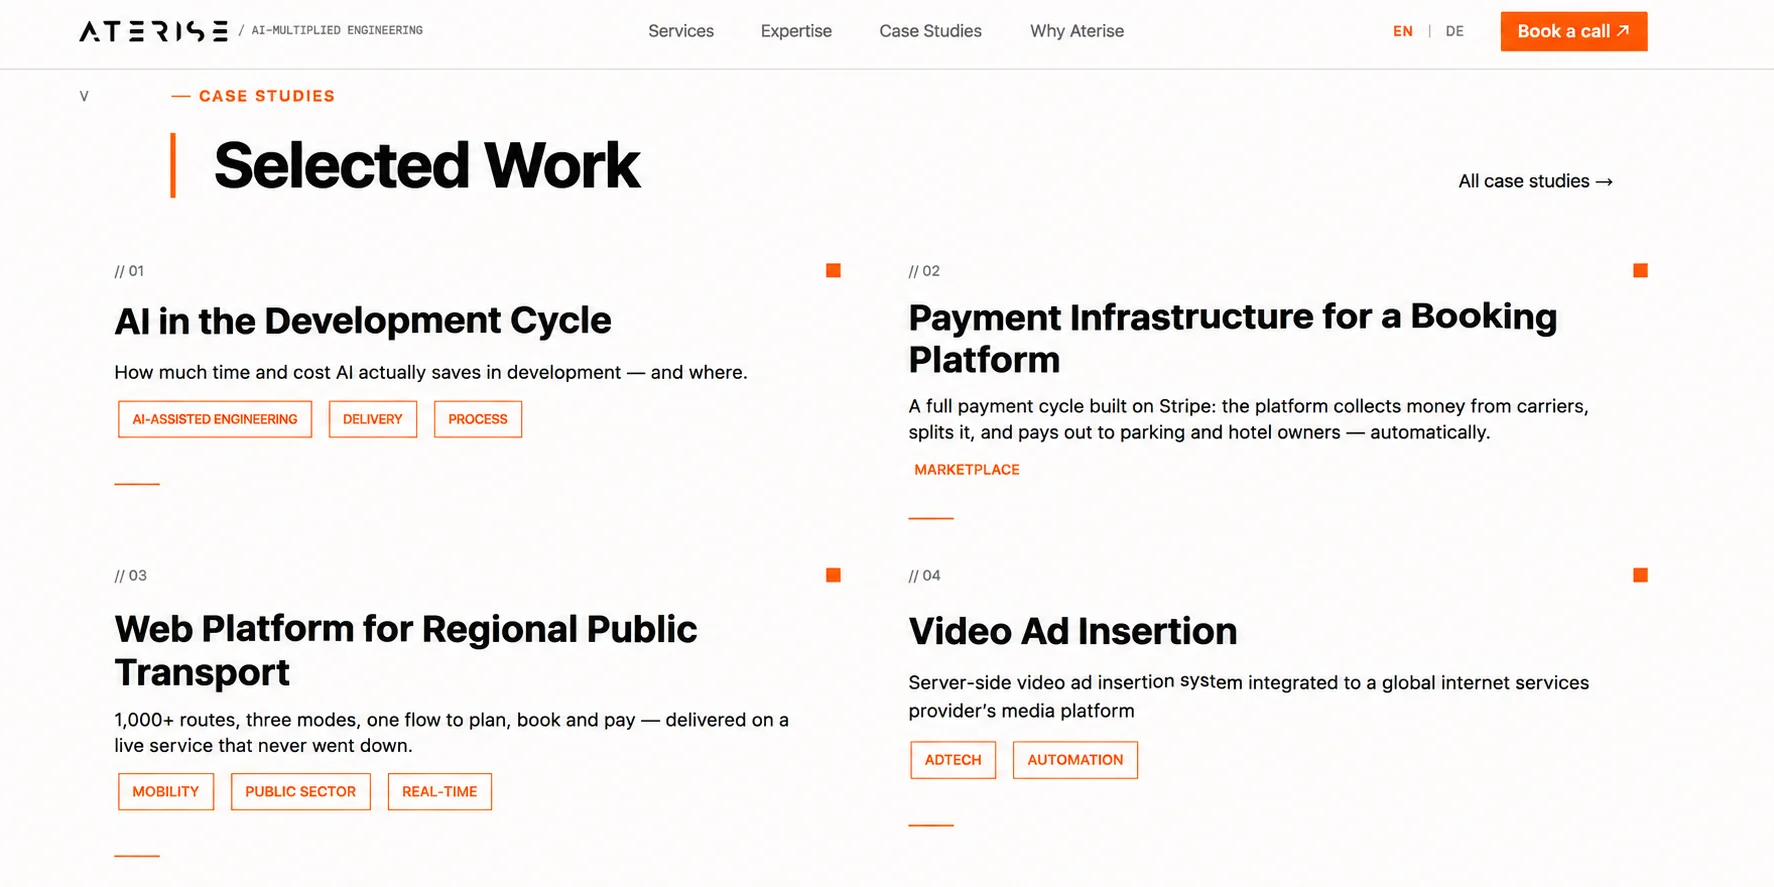 ATERISE / AI-MULTIPLIED ENGINEERING
Services
Expertise
Case Studies
Why Aterise
EN | DE
Book a call ↗
V
— CASE STUDIES
Selected Work
All case studies →
// 01
AI in the Development Cycle
How much time and cost AI actually saves in development — and where.
AI-ASSISTED ENGINEERING
DELIVERY
PROCESS
// 02
Payment Infrastructure for a Booking
Platform
A full payment cycle built on Stripe: the platform collects money from carriers,
splits it, and pays out to parking and hotel owners — automatically.
MARKETPLACE
// 03
Web Platform for Regional Public
Transport
1,000+ routes, three modes, one flow to plan, book and pay — delivered on a
live service that never went down.
MOBILITY
PUBLIC SECTOR
REAL-TIME
// 04
Video Ad Insertion
Server-side video ad insertion system integrated to a global internet services
provider’s media platform
ADTECH
AUTOMATION